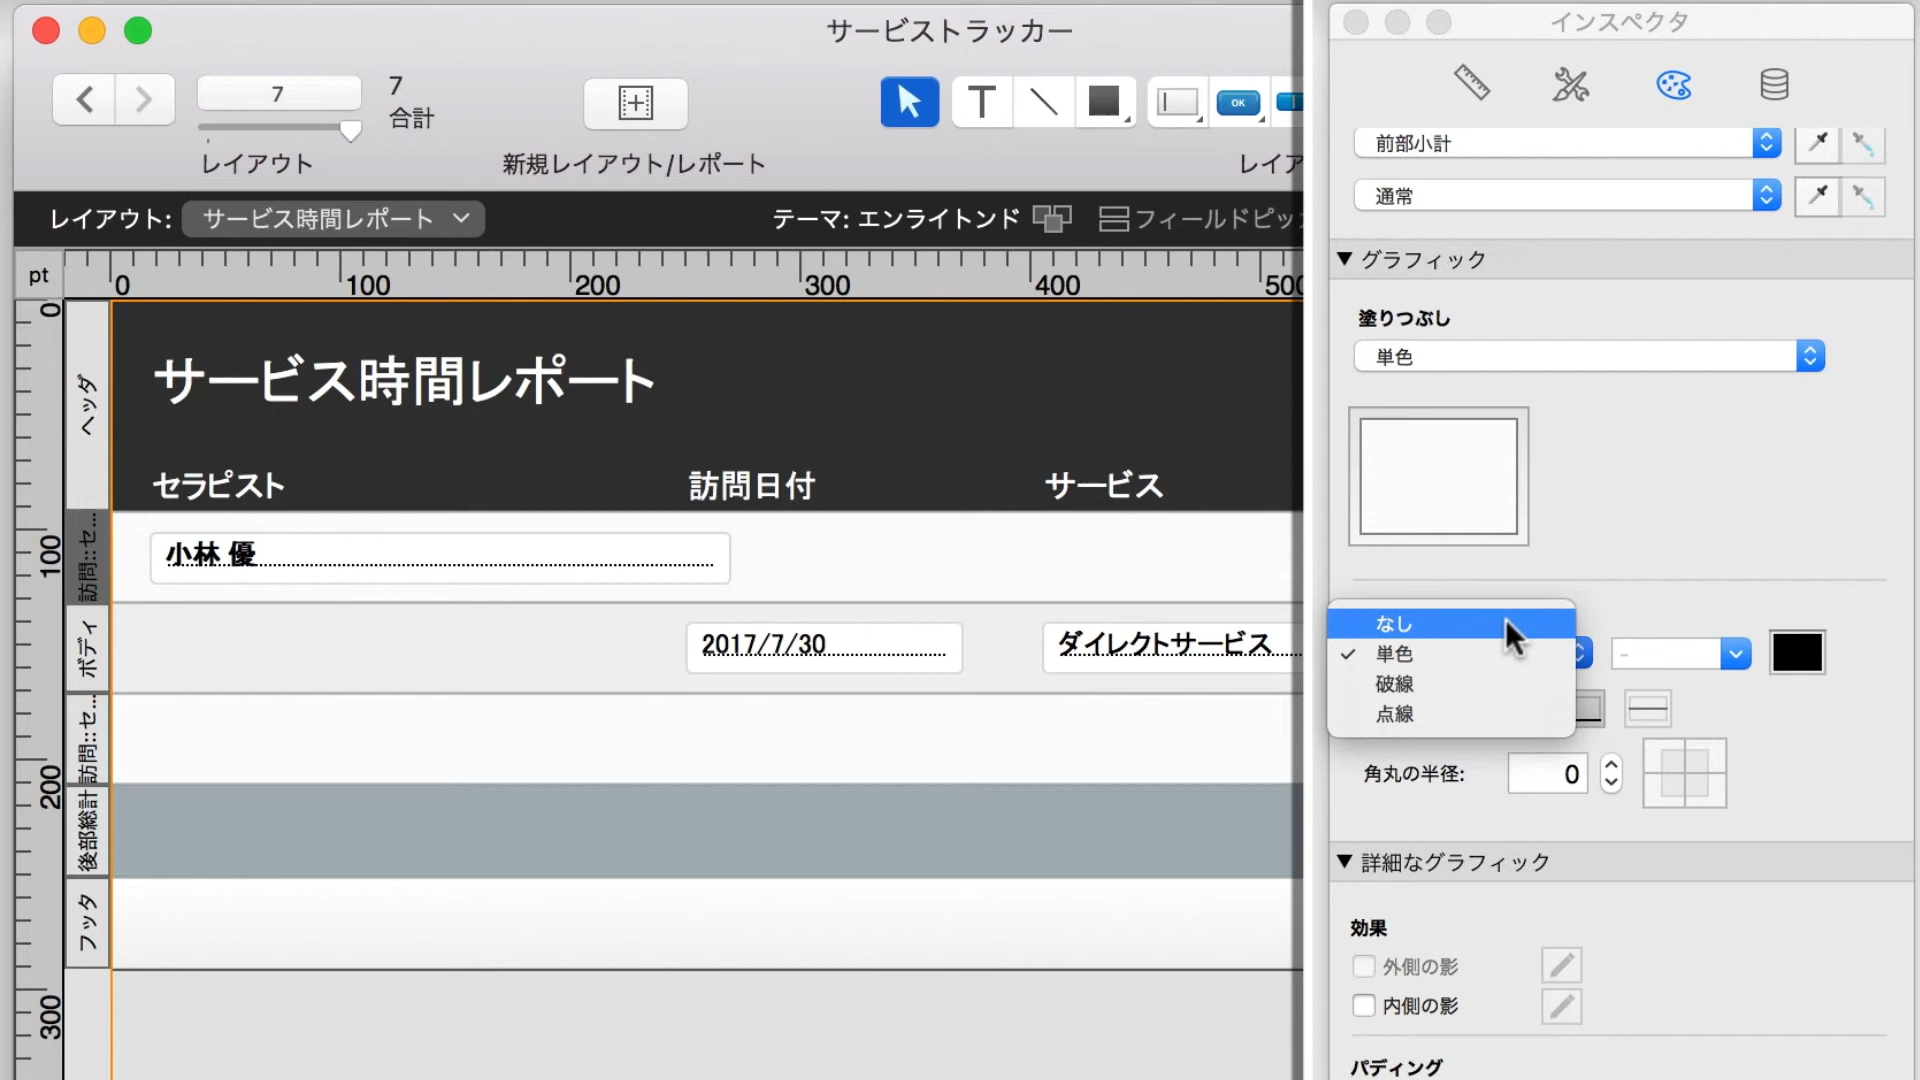 サービストラッカー
7
7
合計
レイアウト
新規レイアウト/レポート
OK
レイア
レイアウト:
サービス時間レポート
テーマ: エンライトンド
フィールドピッ
pt
0
100
200
300
400
500
0
100
200
300
ヘッダ
訪問::セ...
ボディ
訪問::セ...
後部総計
フッタ
サービス時間レポート
セラピスト
訪問日付
サービス
小林 優
2017/7/30
ダイレクトサービス
インスペクタ
前部小計
通常
グラフィック
塗りつぶし
単色
なし
✓ 単色
破線
点線
-
角丸の半径:
0
詳細なグラフィック
効果
外側の影
内側の影
パディング